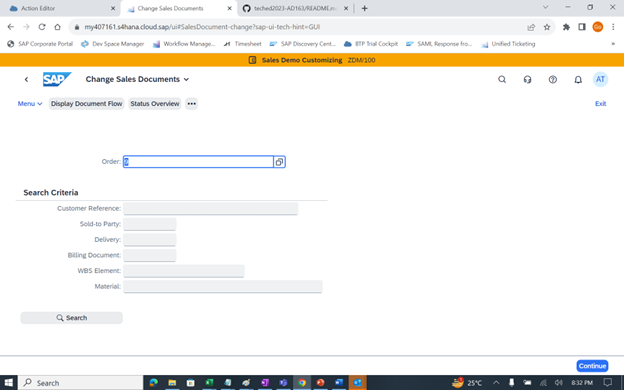 Action Editor
Change Sales Documents
teched2023-AD163/README.m
my407161.s4hana.cloud.sap/ui#SalesDocument-change?sap-ui-tech-hint=GUI
Go
SAP Corporate Portal
Dev Space Manager
Workflow Manage...
Timesheet
SAP Discovery Cent...
BTP Trial Cockpit
SAML Response fro...
Unified Ticketing
Sales Demo Customizing ZDM/100
SAP
Change Sales Documents
AT
Menu
Display Document Flow
Status Overview
Exit
Order:
Search Criteria
Customer Reference:
Sold-to Party:
Delivery:
Billing Document:
WBS Element:
Material:
Search
Continue
Search
25°C
8:32 PM